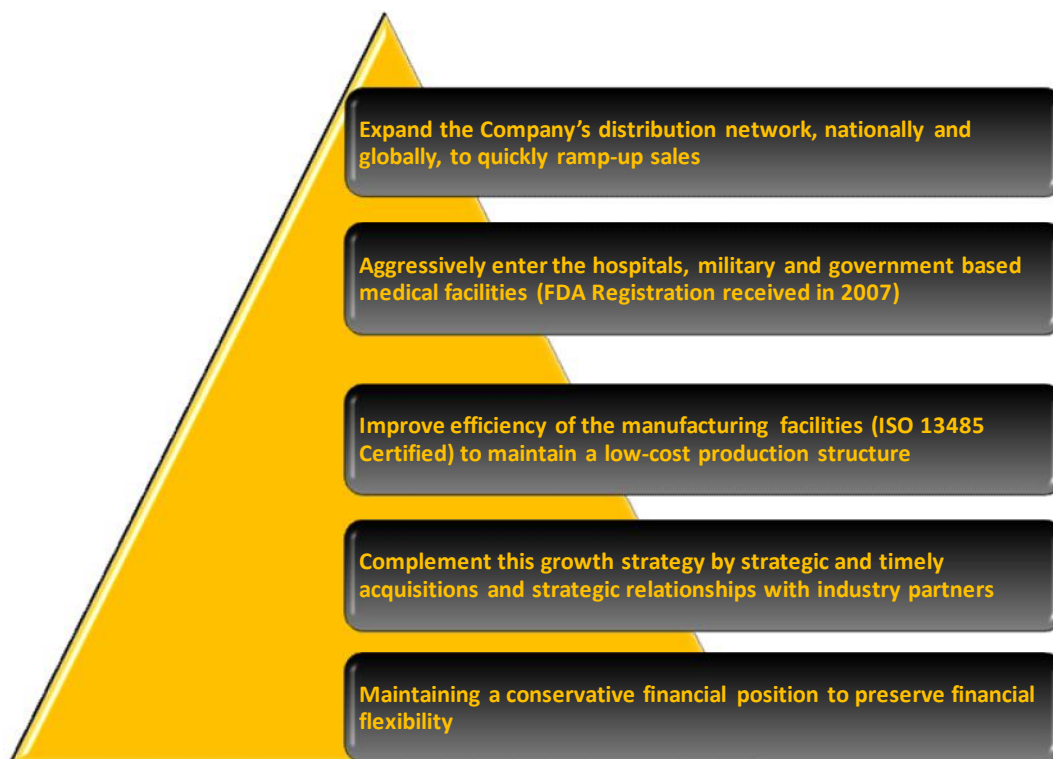 Expand the Company’s distribution network, nationally and
globally, to quickly ramp-up sales
Aggressively enter the hospitals, military and government based
medical facilities (FDA Registration received in 2007)
Improve efficiency of the manufacturing facilities (ISO 13485
Certified) to maintain a low-cost production structure
Complement this growth strategy by strategic and timely
acquisitions and strategic relationships with industry partners
Maintaining a conservative financial position to preserve financial
flexibility